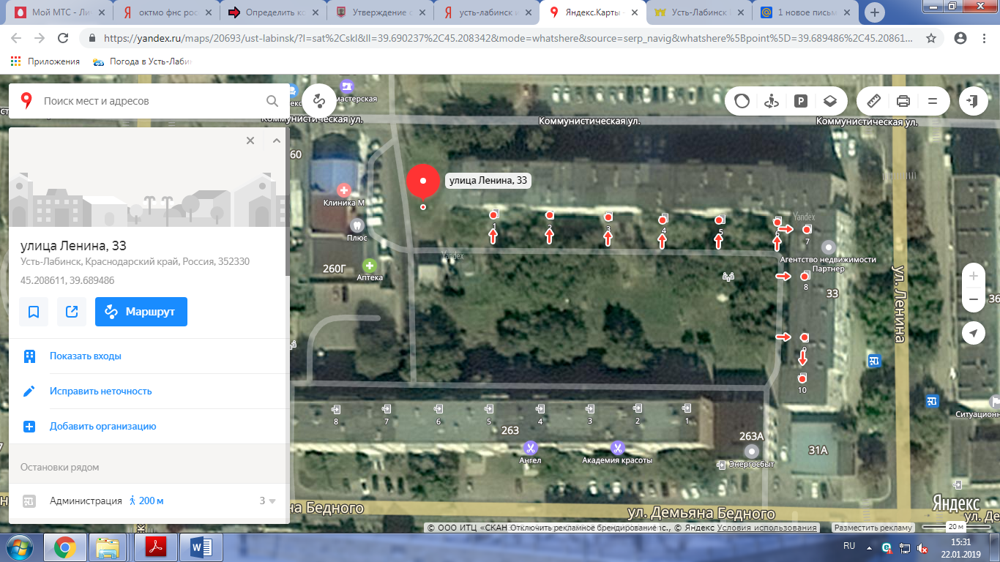 Мой МТС - Ли
октмо фнс рос
Определить ко
Утверждение с
усть-лабинск
Яндекс.Карты -
Усть-Лабинск
1 новое письм
https://yandex.ru/maps/20693/ust-labinsk/?l=sat%2Cskl&ll=39.690237%2C45.208342&mode=whatshere&source=serp_navig&whatshere%5Bpoint%5D=39.689486%2C45.20861...
Приложения
Погода в Усть-Лаби
Поиск мест и адресов
мастерская
Коммунистическая ул.
Коммунистическая ул.
Коммунистическая ул.
60
улица Ленина, 33
Клиника М
Плюс
1
2
3
4
5
6
7
Yandex
Yandex
Агентство недвижимости
Партнер
260Г
Аптека
8
33
36
ул. Ленина
9
10
улица Ленина, 33
Усть-Лабинск, Краснодарский край, Россия, 352330
45.208611, 39.689486
Маршрут
Показать входы
Исправить неточность
Добавить организацию
Остановки рядом
Администрация 200 м
3
8
7
6
5
4
3
2
1
263
263А
Ангел
Академия красоты
Энергосбыт
31А
Ситуационн
на Бедного
ул. Демьяна Бедного
ул. Де
Яндекс
© ООО ИТЦ «СКАН
Отключить рекламное брендирование
пс., © Яндекс Условия использования
Разместить рекламу
20 м
RU
15:31
22.01.2019